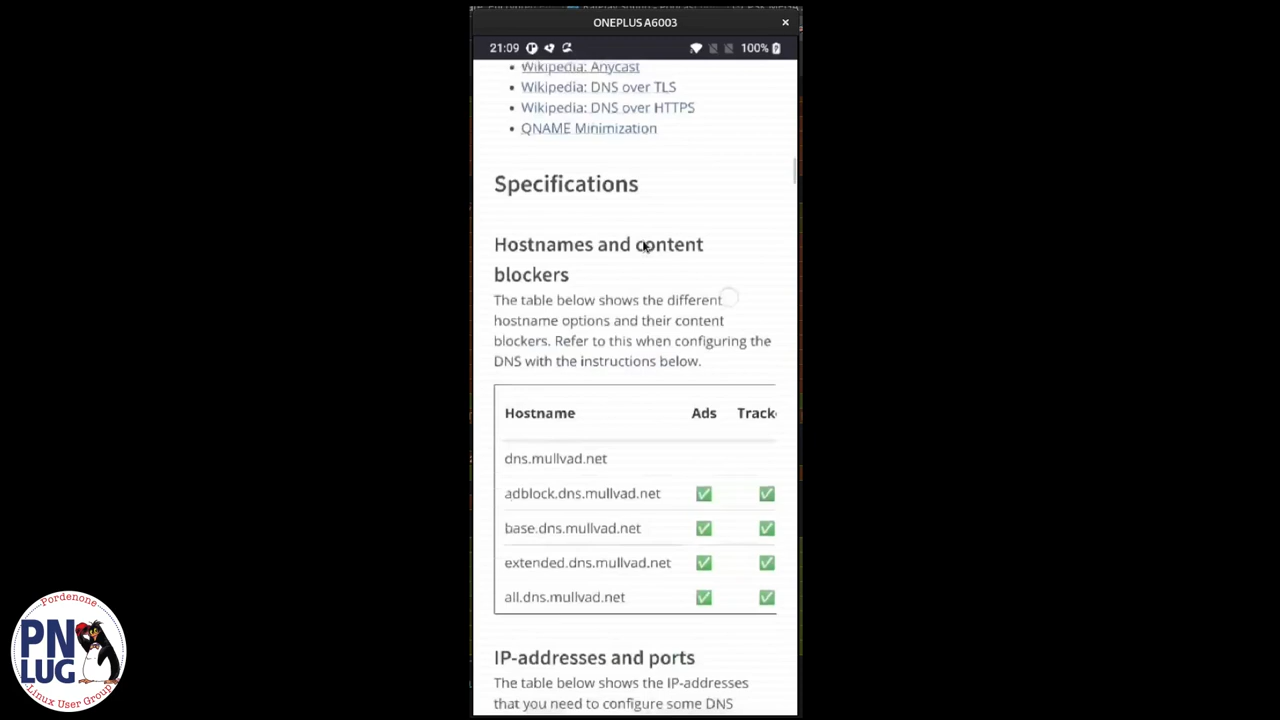 ONEPLUS A6003
21:09
100%
Wikipedia: Anycast
Wikipedia: DNS over TLS
Wikipedia: DNS over HTTPS
QNAME Minimization
Specifications
Hostnames and content
blockers
The table below shows the different
hostname options and their content
blockers. Refer to this when configuring the
DNS with the instructions below.
Hostname Ads Track
dns.mullvad.net
adblock.dns.mullvad.net
base.dns.mullvad.net
extended.dns.mullvad.net
all.dns.mullvad.net
IP-addresses and ports
The table below shows the IP-addresses
that you need to configure some DNS
Pordenone
PN
LUG
Linux User Group